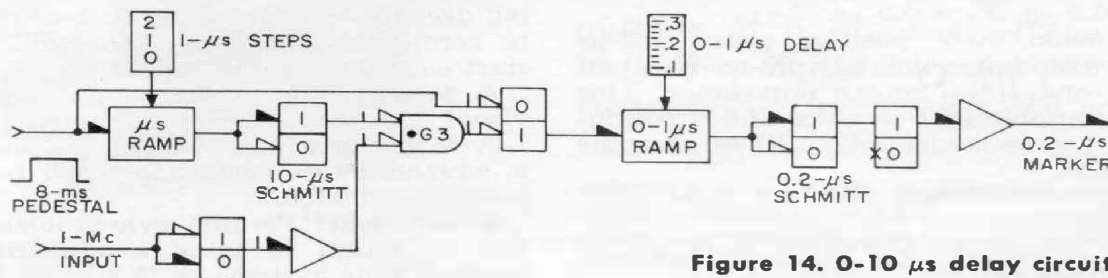 2
1
0
1-μs STEPS
.3
.2
.1
0-1μs DELAY
μs
RAMP
1
0
10-μs
SCHMITT
G3
0
1
0-1μs
RAMP
1
0
0.2-μs
SCHMITT
1
x0
0.2-μs
MARKER
8-ms
PEDESTAL
1-Mc
INPUT
1
0
Figure 14. 0-10 μs delay circuit